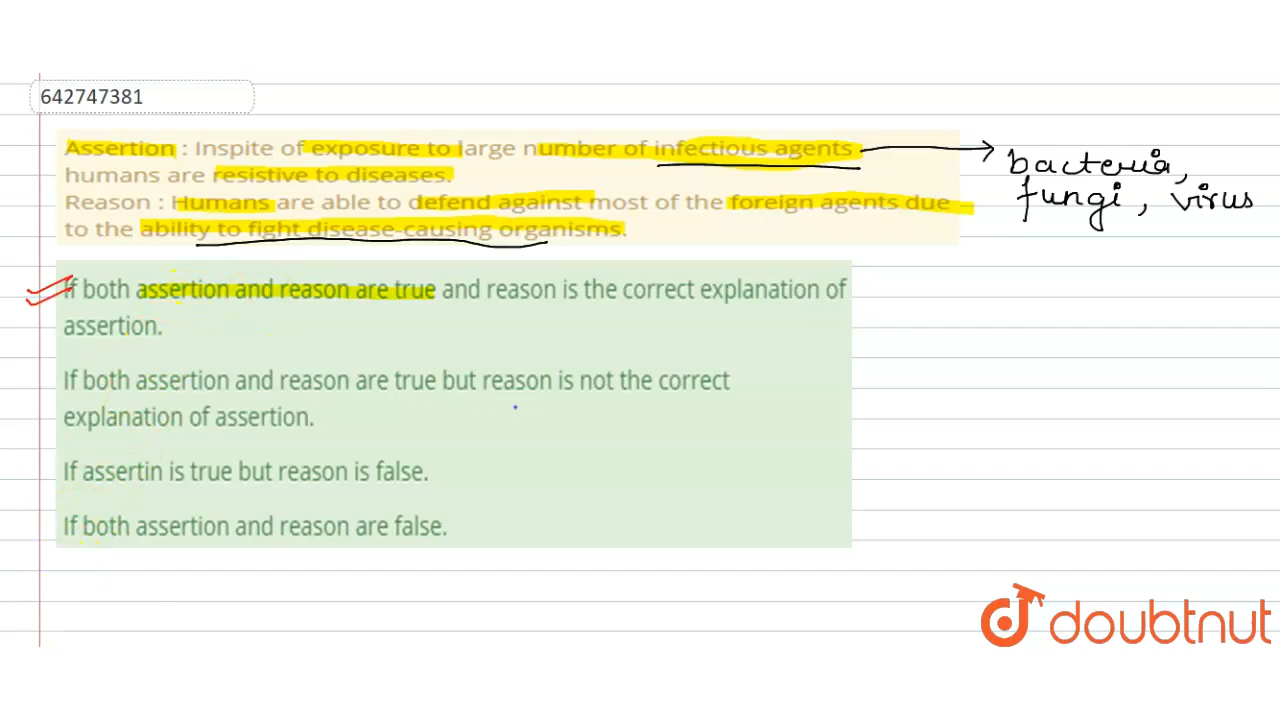 642747381
Assertion : Inspite of exposure to large number of infectious agents
humans are resistive to diseases.
Reason : Humans are able to defend against most of the foreign agents due
to the ability to fight disease-causing organisms.
bacteria,
fungi, virus
If both assertion and reason are true and reason is the correct explanation of
assertion.
If both assertion and reason are true but reason is not the correct
explanation of assertion.
If assertin is true but reason is false.
If both assertion and reason are false.
doubtnut